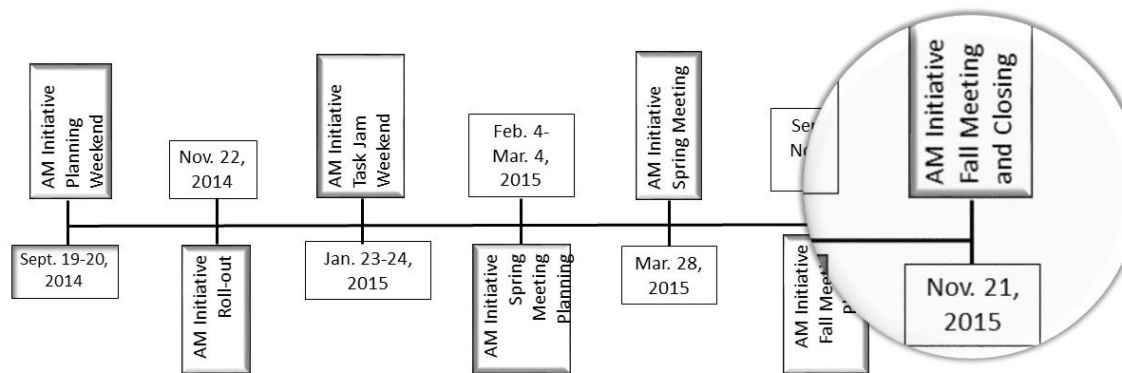 AM Initiative
Planning
Weekend
Sept. 19-20,
2014
Nov. 22,
2014
AM Initiative
Roll-out
AM Initiative
Task Jam
Weekend
Jan. 23-24,
2015
Feb. 4-
Mar. 4,
2015
AM Initiative
Spring
Meeting
Planning
AM Initiative
Spring Meeting
Mar. 28,
2015
AM Initiative
Fall
AM Initiative
Fall Meeting
and Closing
Nov. 21,
2015